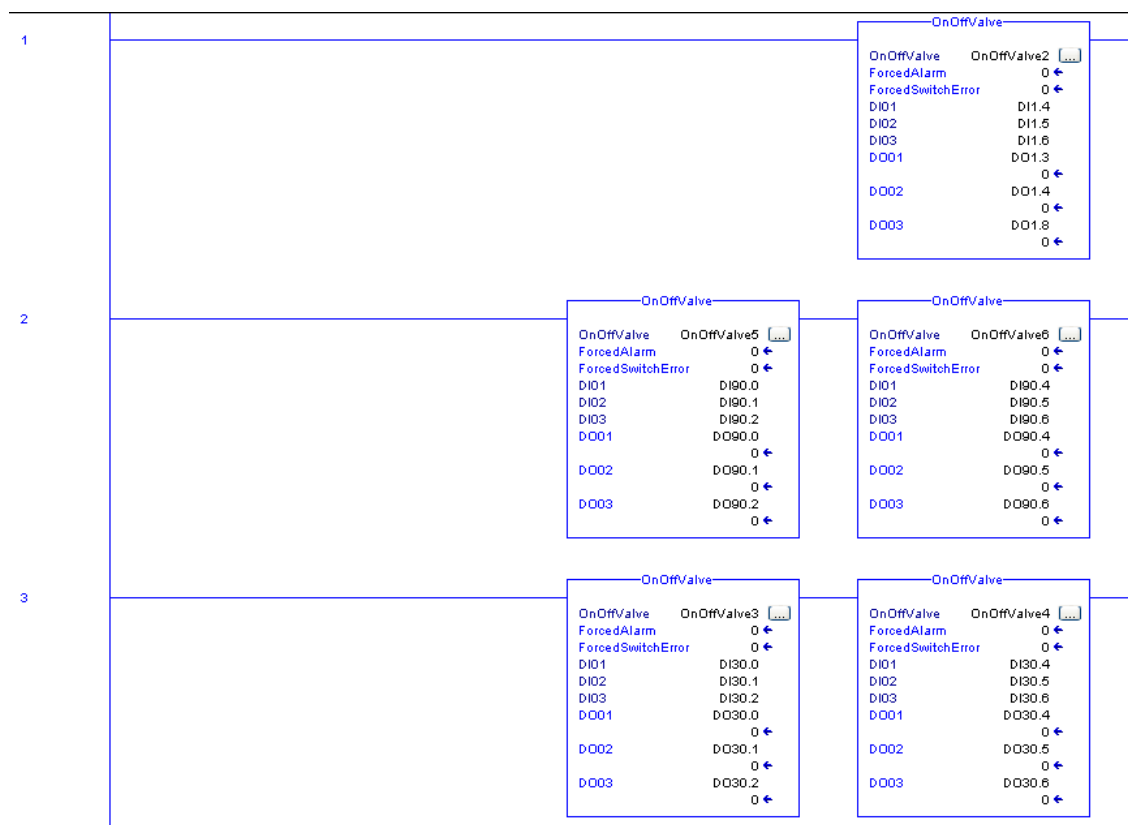 1
OnOffValve
OnOffValve OnOffValve2 ...
ForcedAlarm 0
ForcedSwitchError 0
DI01 DI1.4
DI02 DI1.5
DI03 DI1.6
DO01 DO1.3
0
DO02 DO1.4
0
DO03 DO1.8
0
2
OnOffValve
OnOffValve OnOffValve5 ...
ForcedAlarm 0
ForcedSwitchError 0
DI01 DI90.0
DI02 DI90.1
DI03 DI90.2
DO01 DO90.0
0
DO02 DO90.1
0
DO03 DO90.2
0
OnOffValve
OnOffValve OnOffValve6 ...
ForcedAlarm 0
ForcedSwitchError 0
DI01 DI90.4
DI02 DI90.5
DI03 DI90.6
DO01 DO90.4
0
DO02 DO90.5
0
DO03 DO90.6
0
3
OnOffValve
OnOffValve OnOffValve3 ...
ForcedAlarm 0
ForcedSwitchError 0
DI01 DI30.0
DI02 DI30.1
DI03 DI30.2
DO01 DO30.0
0
DO02 DO30.1
0
DO03 DO30.2
0
OnOffValve
OnOffValve OnOffValve4 ...
ForcedAlarm 0
ForcedSwitchError 0
DI01 DI30.4
DI02 DI30.5
DI03 DI30.6
DO01 DO30.4
0
DO02 DO30.5
0
DO03 DO30.6
0